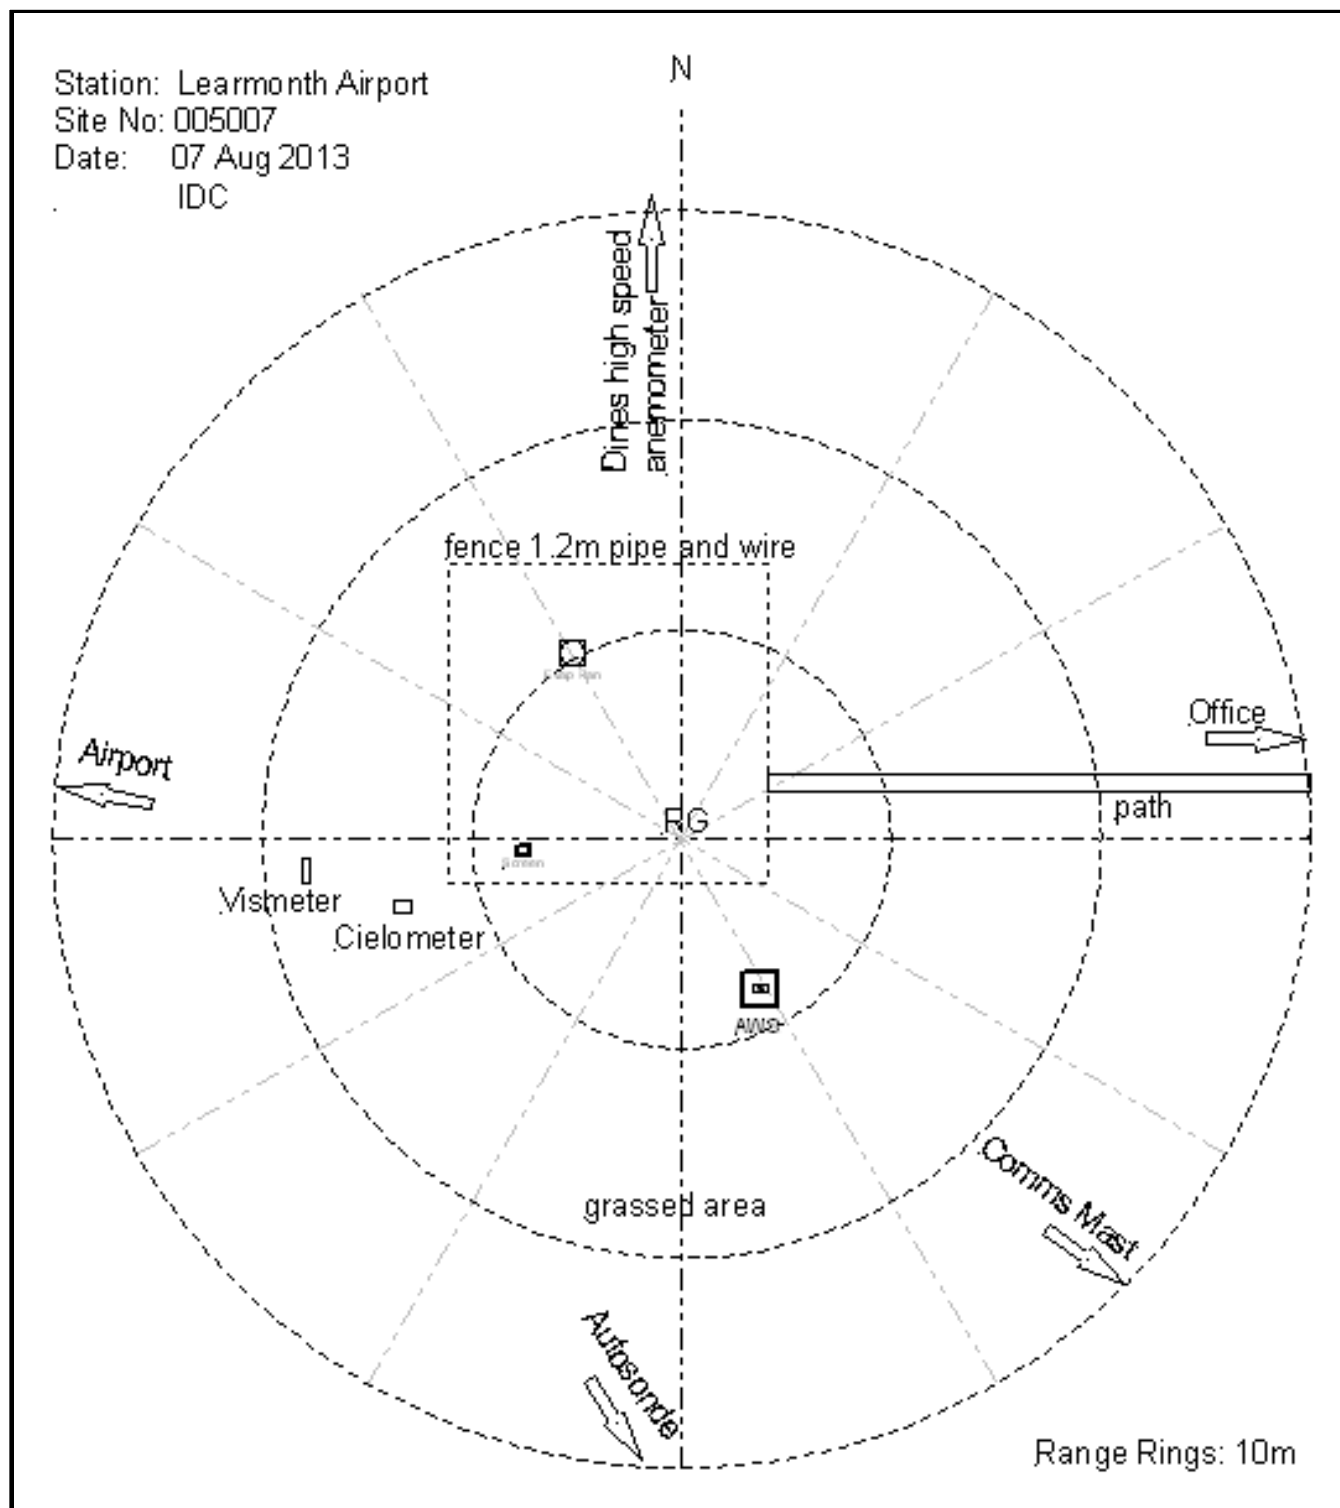 Station: Learmonth Airport
Site No: 005007
Date: 07 Aug 2013
IDC
N
Dines high speed
anemometer
fence 1.2m pipe and wire
Office
Airport
path
RG
Screen
Vismeter
Cielometer
AWS
Comms Mast
grassed area
Autosonde
Range Rings: 10m